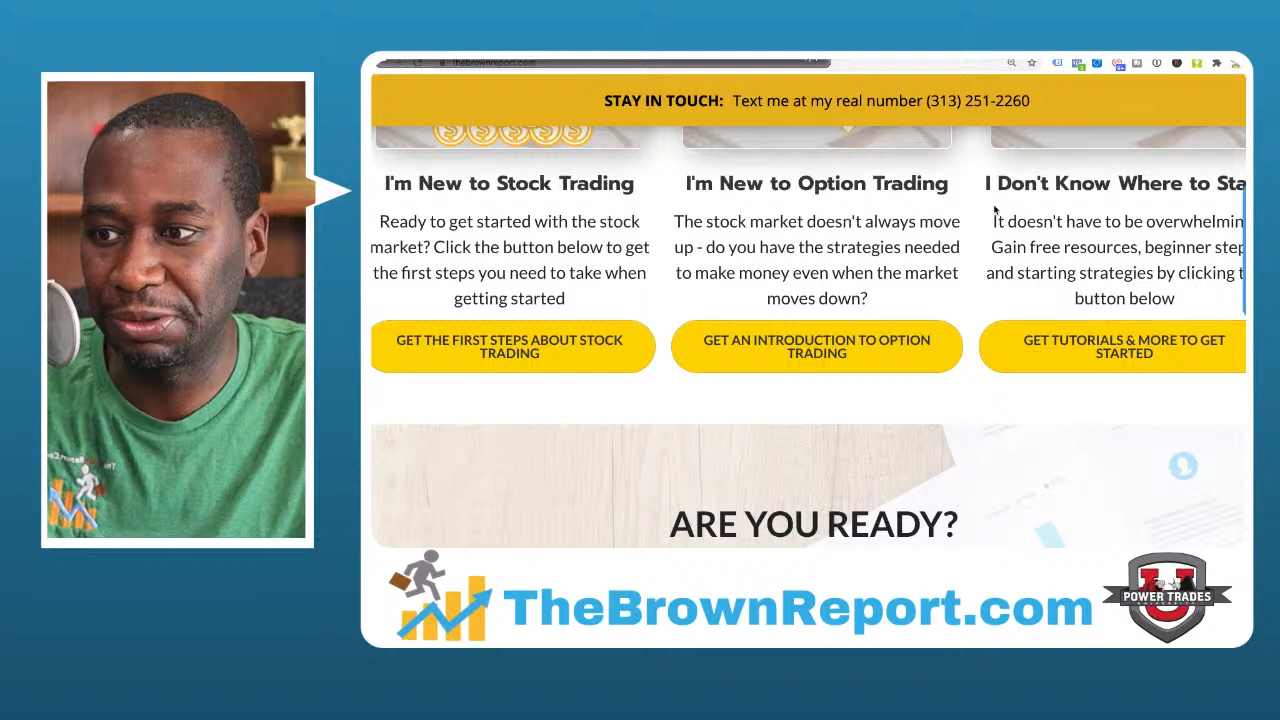 thebrownreport.com
STAY IN TOUCH: Text me at my real number (313) 251-2260
I'm New to Stock Trading
Ready to get started with the stock
market? Click the button below to get
the first steps you need to take when
getting started
GET THE FIRST STEPS ABOUT STOCK
TRADING
I'm New to Option Trading
The stock market doesn't always move
up - do you have the strategies needed
to make money even when the market
moves down?
GET AN INTRODUCTION TO OPTION
TRADING
I Don't Know Where to Sta
It doesn't have to be overwhelmin
Gain free resources, beginner step
and starting strategies by clicking t
button below
GET TUTORIALS & MORE TO GET
STARTED
ARE YOU READY?
TheBrownReport.com
U
POWER TRADES
UNIVERSITY